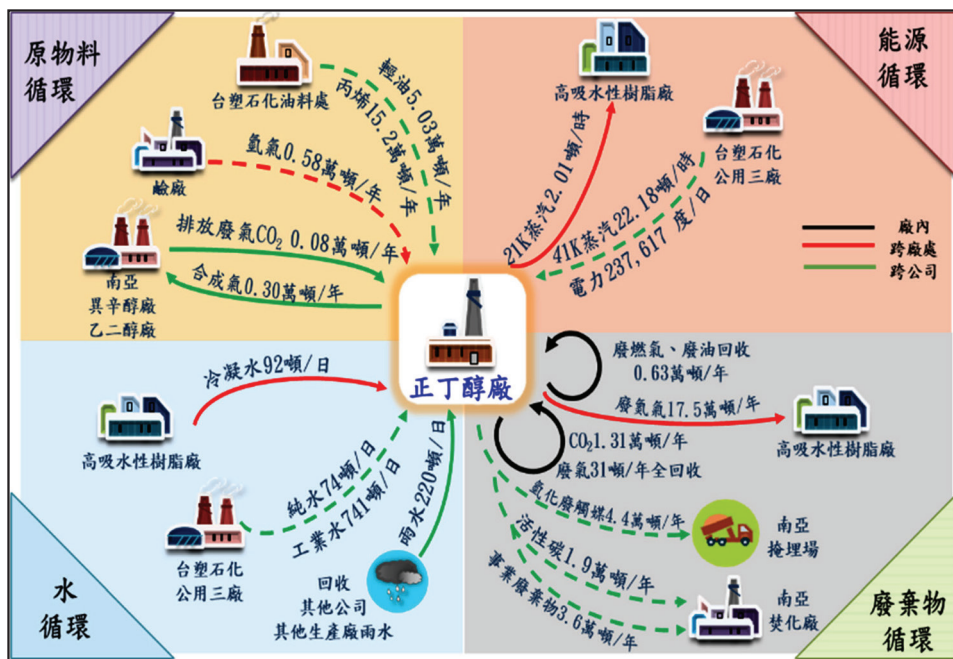 原物料
循環
台塑石化油料處
輕油5.03萬噸/年
丙烯15.2萬噸/年
鹼廠
氫氣0.58萬噸/年
南亞
異辛醇廠
乙二醇廠
排放廢氣CO2 0.08萬噸/年
合成氣0.30萬噸/年
能源
循環
高吸水性樹脂廠
台塑石化
公用三廠
21K蒸汽2.01噸/時
41K蒸汽22.18噸/時
電力237,617 度/日
廠內
跨廠處
跨公司
正丁醇廠
水
循環
冷凝水92噸/日
高吸水性樹脂廠
台塑石化
公用三廠
純水74噸/日
工業水741噸/日
雨水220噸/日
回收
其他公司
其他生產廠雨水
廢棄物
循環
廢燃氣、廢油回收
0.63萬噸/年
廢氮氣17.5萬噸/年
高吸水性樹脂廠
CO21.31萬噸/年
廢氣31噸/年全回收
氫化廢觸媒4.4萬噸/年
南亞
掩埋場
活性碳1.9萬噸/年
事業廢棄物3.6萬噸/年
南亞
焚化廠